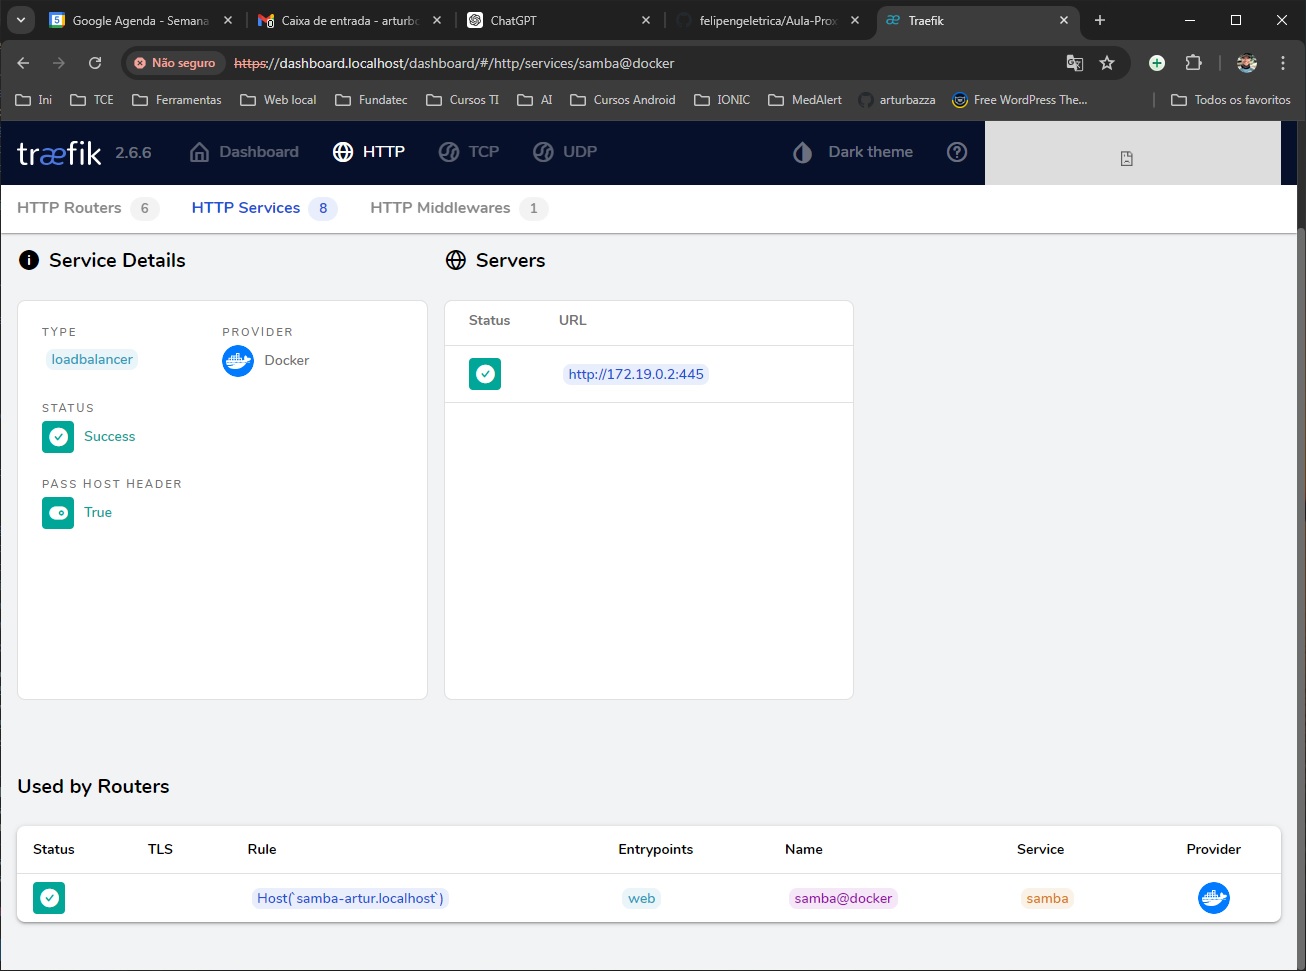 Google Agenda - Semana
Caixa de entrada - arturb
ChatGPT
felipengeletrica/Aula-Prox
Traefik
Não seguro
https://dashboard.localhost/dashboard/#/http/services/samba@docker
Ini
TCE
Ferramentas
Web local
Fundatec
Cursos TI
AI
Cursos Android
IONIC
MedAlert
arturbazza
Free WordPress The...
Todos os favoritos
træfik 2.6.6
Dashboard
HTTP
TCP
UDP
Dark theme
HTTP Routers 6
HTTP Services 8
HTTP Middlewares 1
Service Details
TYPE
loadbalancer
PROVIDER
Docker
STATUS
Success
PASS HOST HEADER
True
Servers
Status URL
http://172.19.0.2:445
Used by Routers
Status TLS Rule Entrypoints Name Service Provider
Host(`samba-artur.localhost`) web samba@docker samba